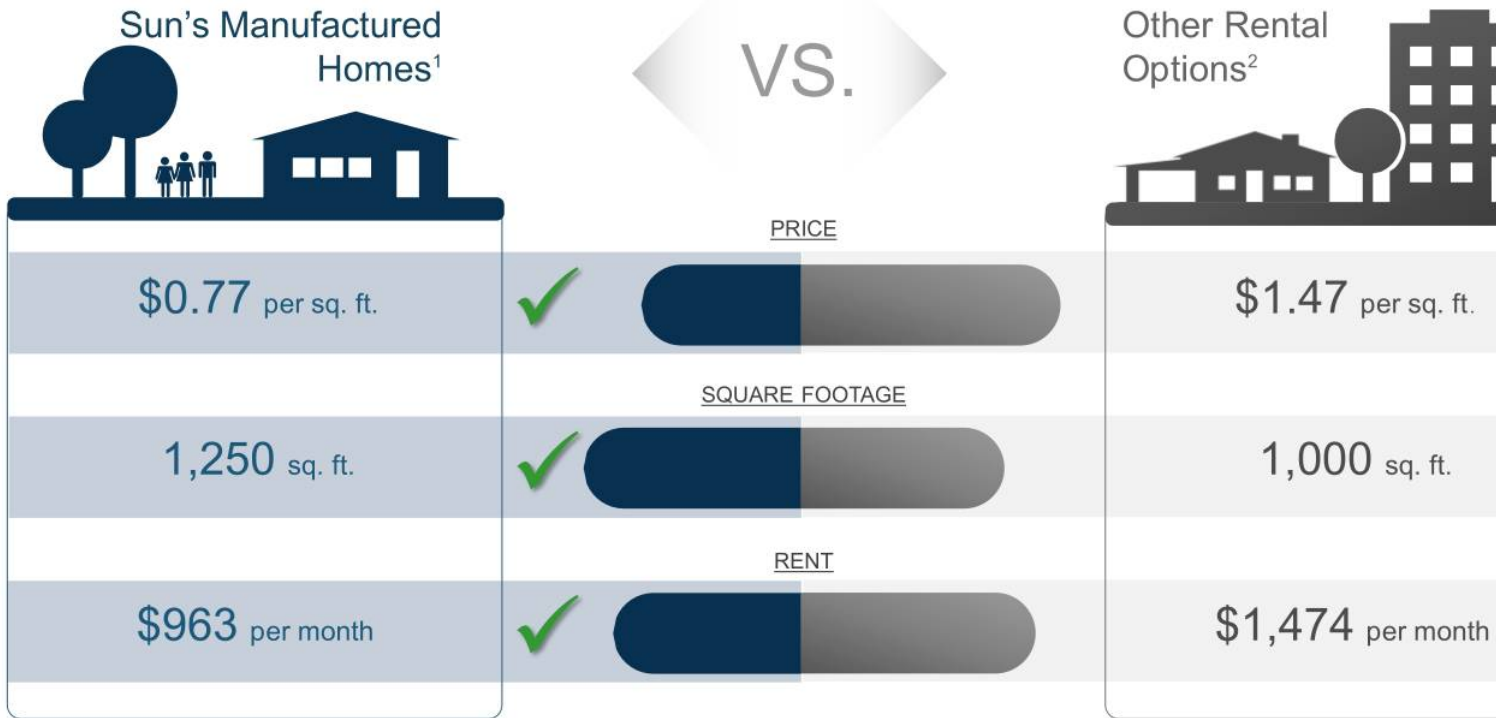 Sun's Manufactured
Homes¹
VS.
Other Rental
Options²
PRICE
$0.77 per sq. ft.
$1.47 per sq. ft.
SQUARE FOOTAGE
1,250 sq. ft.
1,000 sq. ft.
RENT
$963 per month
$1,474 per month